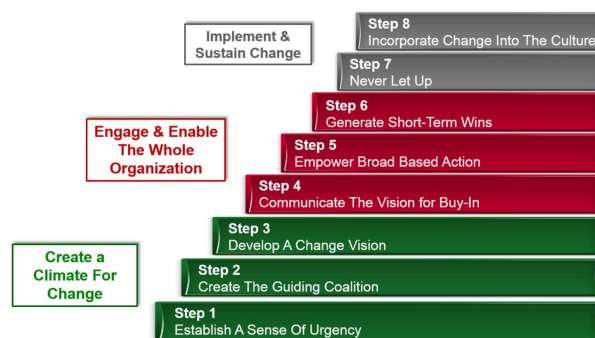 Step 8
Incorporate Change Into The Culture
Implement &
Sustain Change
Step 7
Never Let Up
Step 6
Generate Short-Term Wins
Engage & Enable
The Whole
Organization
Step 5
Empower Broad Based Action
Step 4
Communicate The Vision for Buy-In
Step 3
Develop A Change Vision
Create a
Climate For
Change
Step 2
Create The Guiding Coalition
Step 1
Establish A Sense Of Urgency